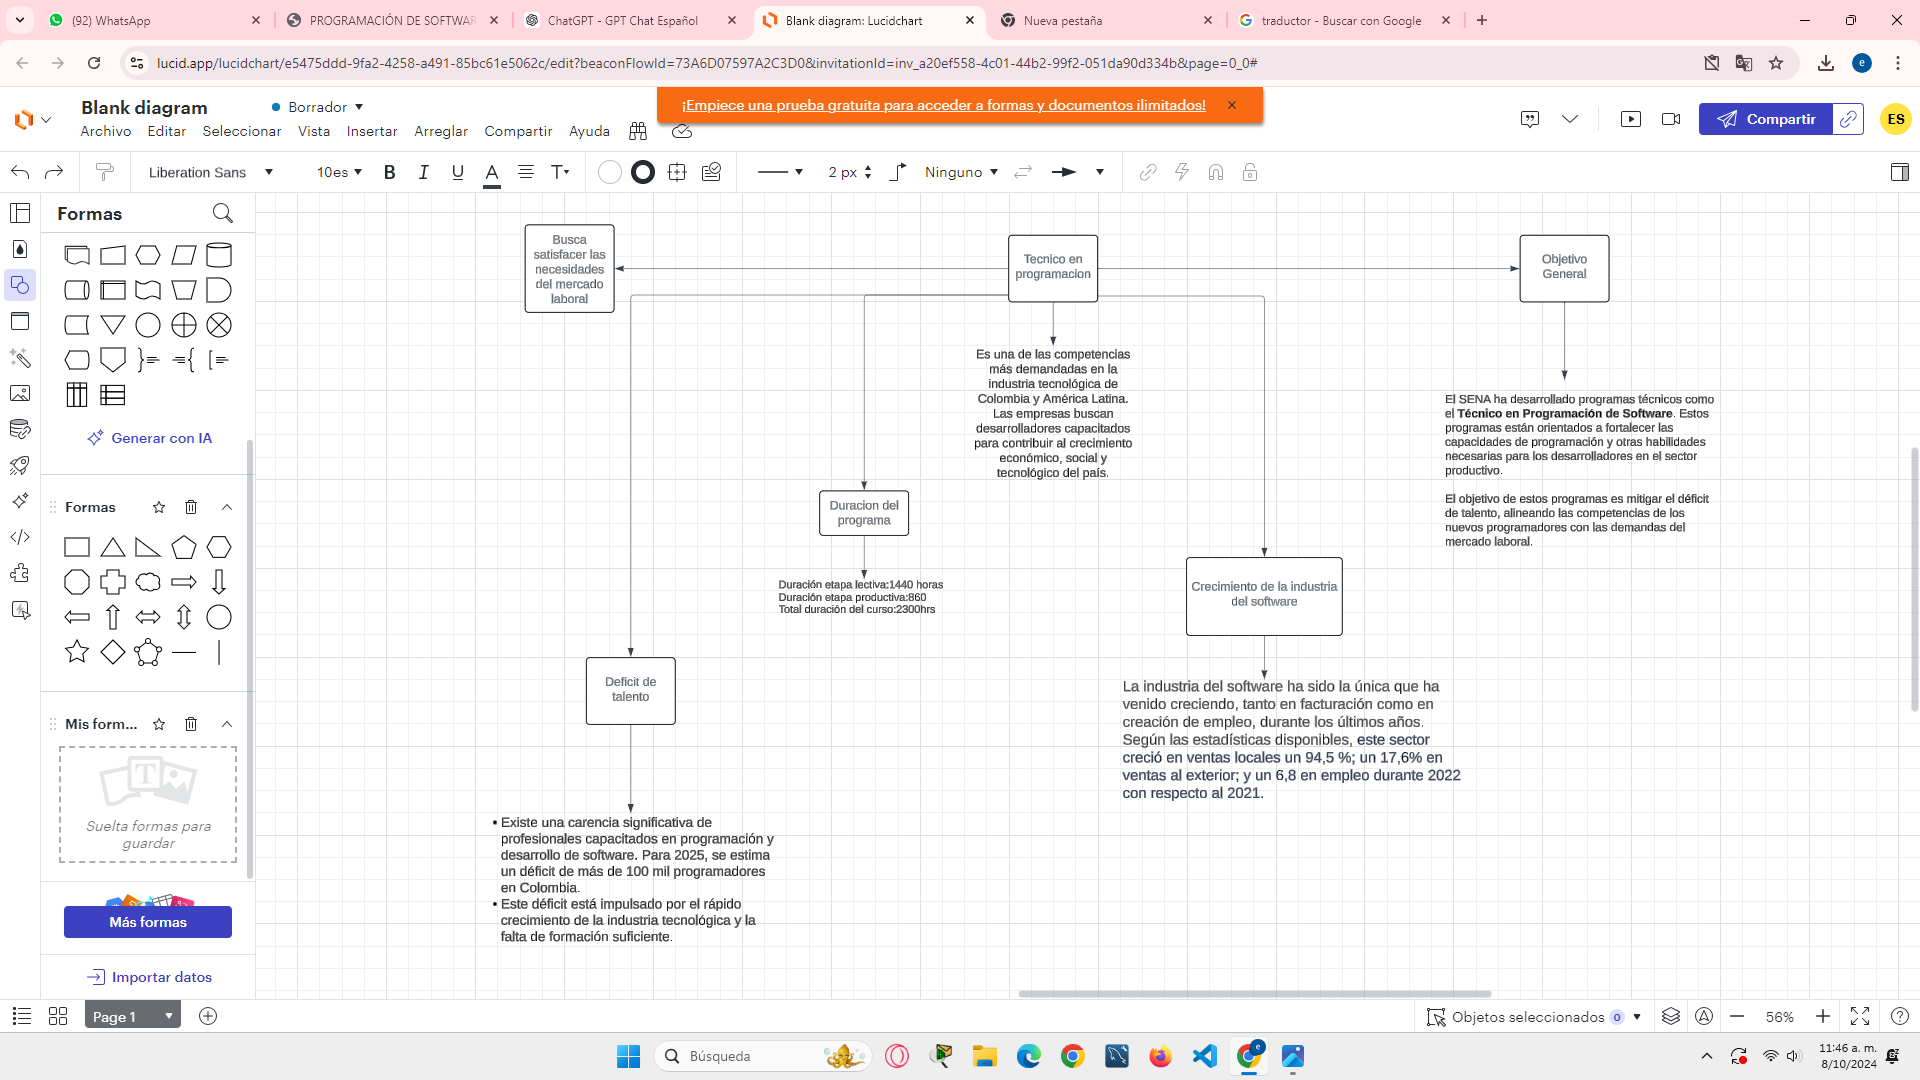 (92) WhatsApp
PROGRAMACIÓN DE SOFTWAR
ChatGPT - GPT Chat Español
Blank diagram: Lucidchart
Nueva pestaña
traductor - Buscar con Google
lucid.app/lucidchart/e5475ddd-9fa2-4258-a491-85bc61e5062c/edit?beaconFlowId=73A6D07597A2C3D0&invitationId=inv_a20ef558-4c01-44b2-99f2-051da90d334b&page=0_0#
e
Blank diagram
Borrador
¡Empiece una prueba gratuita para acceder a formas y documentos ilimitados!
Archivo Editar Seleccionar Vista Insertar Arreglar Compartir Ayuda
Compartir
ES
Liberation Sans
10es
B I U A T
2 px
Ninguno
Formas
Generar con IA
Formas
Mis form...
T
Suelta formas para
guardar
Más formas
Importar datos
Busca
satisfacer las
necesidades
del mercado
laboral
Tecnico en
programacion
Objetivo
General
Es una de las competencias
más demandadas en la
industria tecnológica de
Colombia y América Latina.
Las empresas buscan
desarrolladores capacitados
para contribuir al crecimiento
económico, social y
tecnológico del país.
El SENA ha desarrollado programas técnicos como
el Técnico en Programación de Software. Estos
programas están orientados a fortalecer las
capacidades de programación y otras habilidades
necesarias para los desarrolladores en el sector
productivo.
El objetivo de estos programas es mitigar el déficit
de talento, alineando las competencias de los
nuevos programadores con las demandas del
mercado laboral.
Duracion del
programa
Duración etapa lectiva:1440 horas
Duración etapa productiva:860
Total duración del curso:2300hrs
Crecimiento de la industria
del software
La industria del software ha sido la única que ha
venido creciendo, tanto en facturación como en
creación de empleo, durante los últimos años.
Según las estadísticas disponibles, este sector
creció en ventas locales un 94,5 %; un 17,6% en
ventas al exterior; y un 6,8 en empleo durante 2022
con respecto al 2021.
Deficit de
talento
• Existe una carencia significativa de
profesionales capacitados en programación y
desarrollo de software. Para 2025, se estima
un déficit de más de 100 mil programadores
en Colombia.
• Este déficit está impulsado por el rápido
crecimiento de la industria tecnológica y la
falta de formación suficiente.
Page 1
Objetos seleccionados 0
56%
Búsqueda
e
11:46 a. m.
8/10/2024